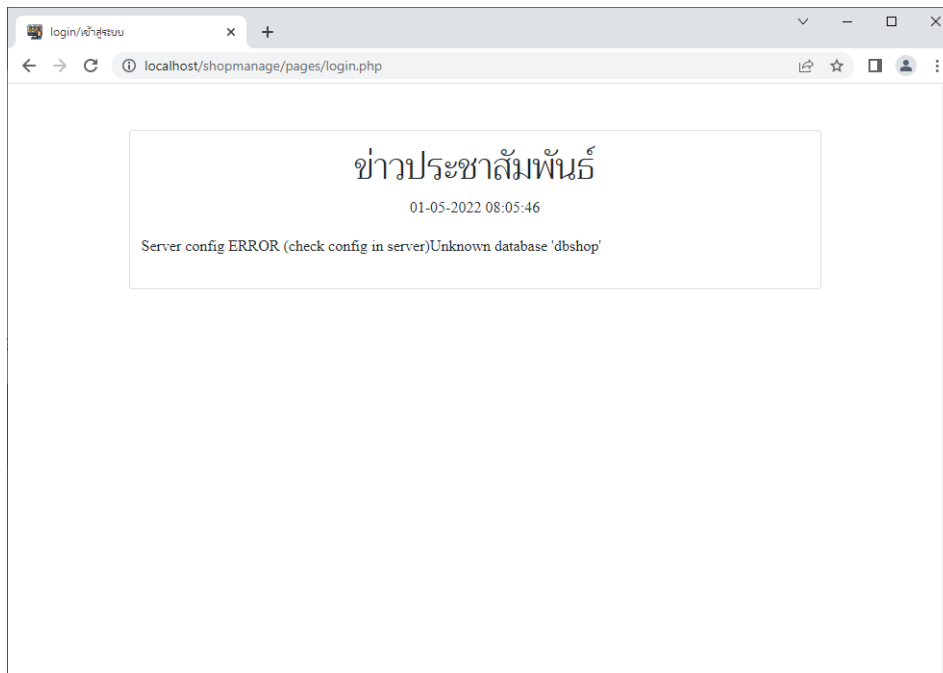 login/เข้าสู่ระบบ
localhost/shopmanage/pages/login.php
ข่าวประชาสัมพันธ์
01-05-2022 08:05:46
Server config ERROR (check config in server)Unknown database 'dbshop'